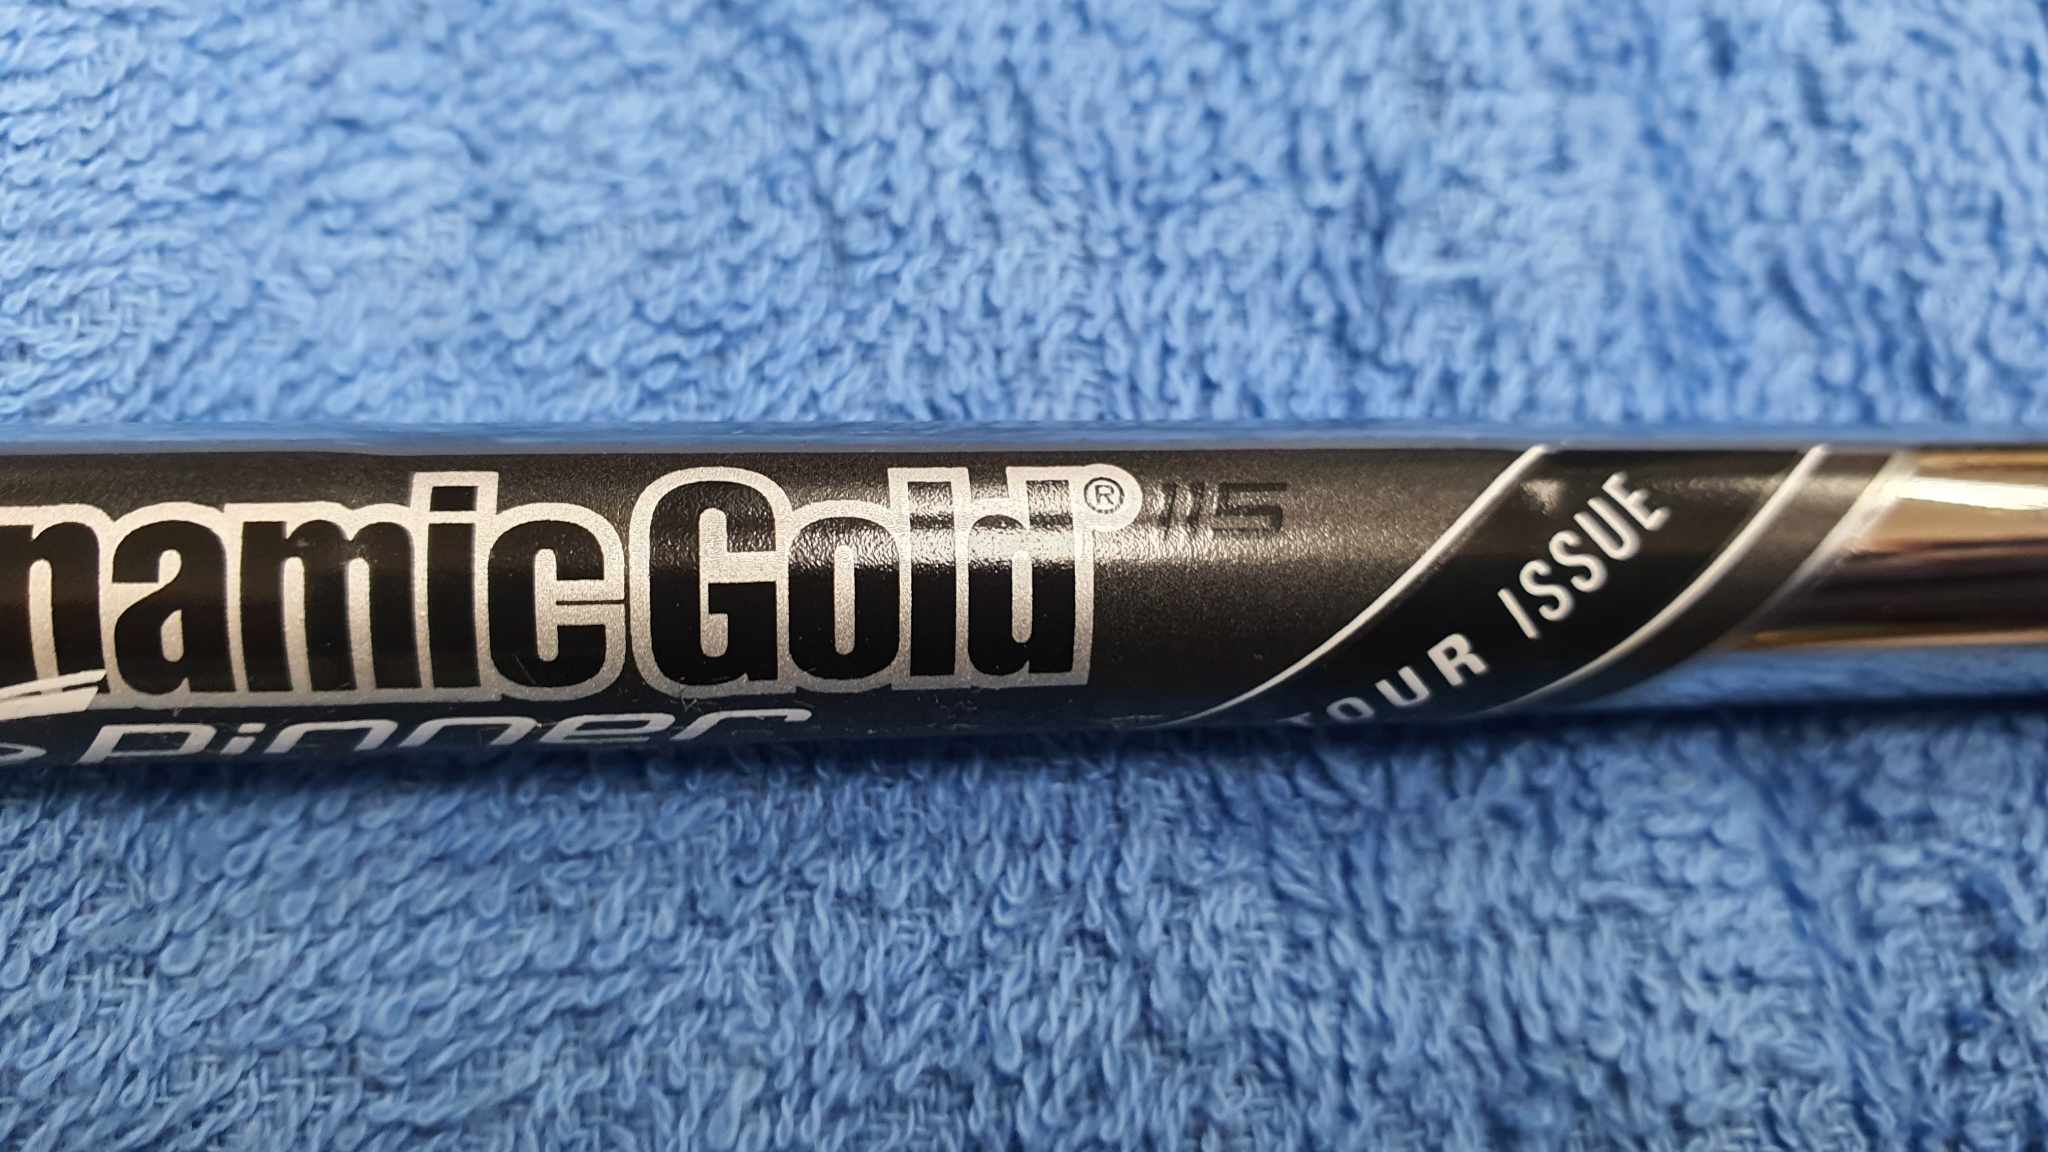 namicGold® 115
TOUR ISSUE
Pinner